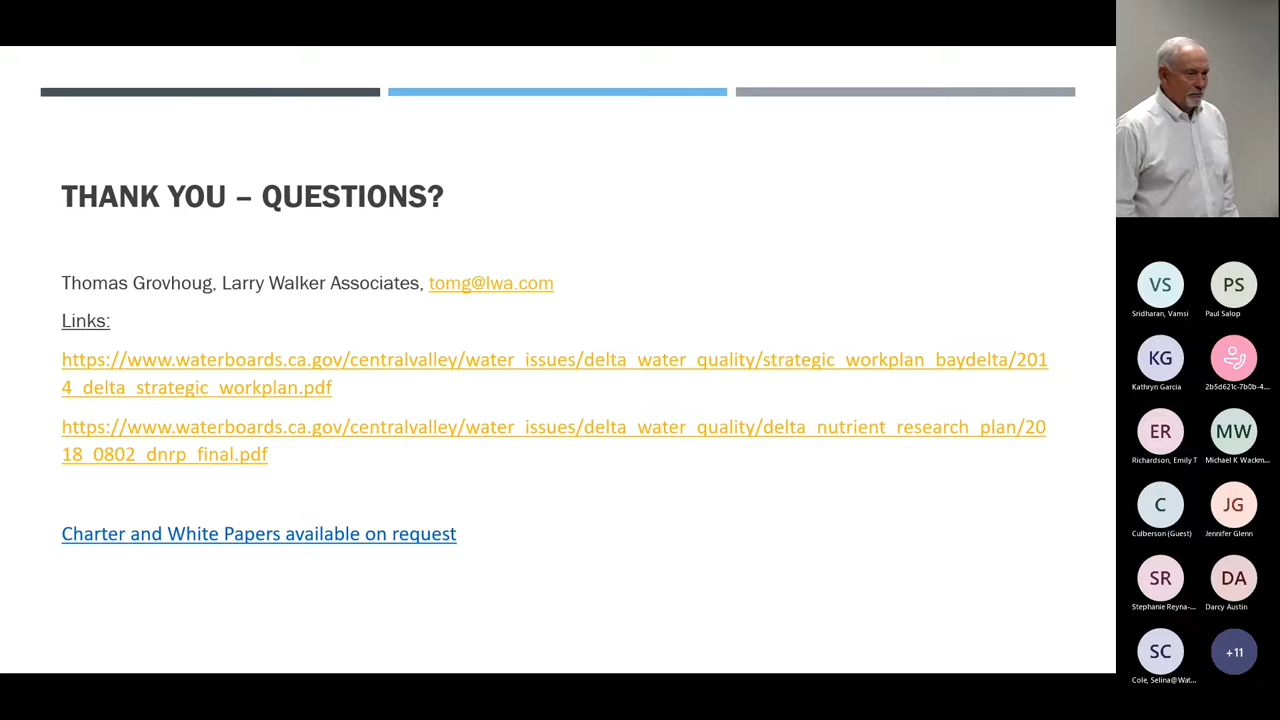 THANK YOU – QUESTIONS?
Thomas Grovhoug, Larry Walker Associates, tomg@lwa.com
Links:
https://www.waterboards.ca.gov/centralvalley/water_issues/delta_water_quality/strategic_workplan_baydelta/201
4_delta_strategic_workplan.pdf
https://www.waterboards.ca.gov/centralvalley/water_issues/delta_water_quality/delta_nutrient_research_plan/20
18_0802_dnrp_final.pdf
Charter and White Papers available on request
VS PS
Sridharan, Vamsi Paul Salop
KG
Kathryn Garcia 2b5d621c-7b0b-4...
ER MW
Richardson, Emily T Michael K Wackm...
C JG
Culberson (Guest) Jennifer Glenn
SR DA
Stephanie Reyna-... Darcy Austin
SC +11
Cole, Selina@Wat...